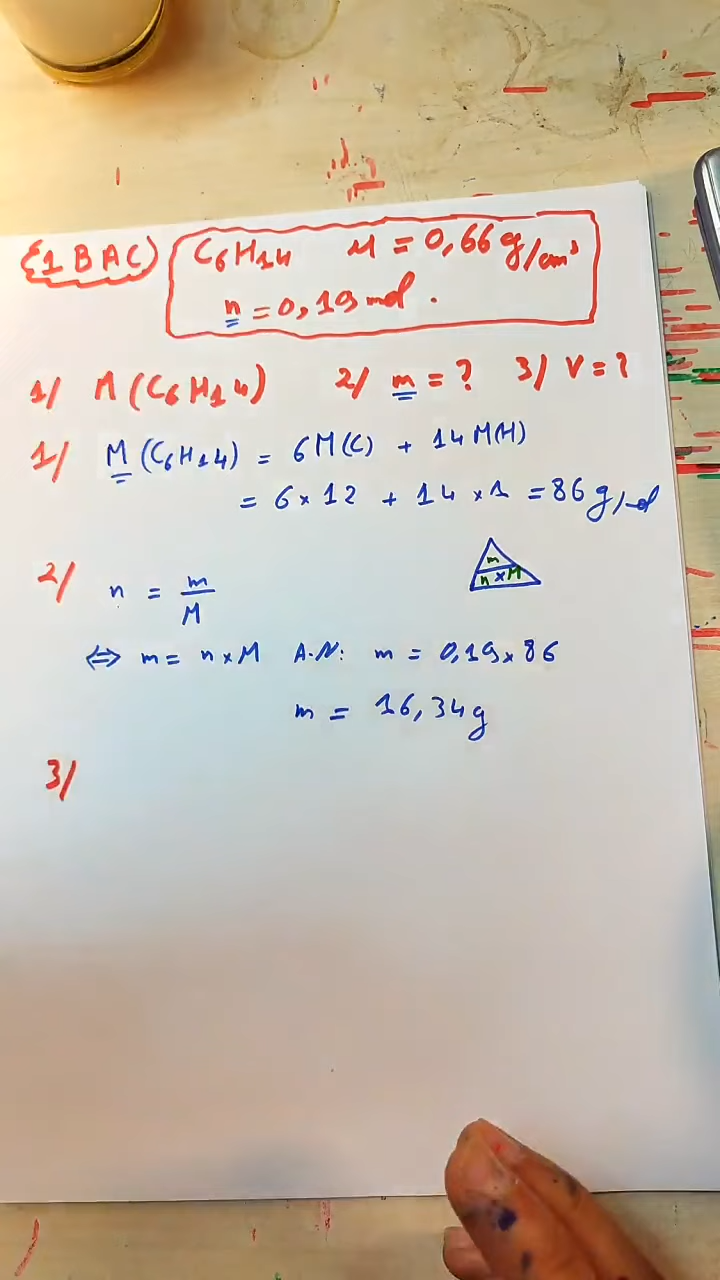 (1 BAC) C₆H₁₄ μ = 0,66 g/cm³
n = 0,19 mol.
1/ M(C₆H₁₄) 2/ m = ? 3/ V = ?
1/ M(C₆H₁₄) = 6M(C) + 14M(H)
= 6 × 12 + 14 × 1 = 86 g/mol
2/ n = m/M
m
n × M
⇔ m = n × M A.N: m = 0,19 × 86
m = 16,34g
3/